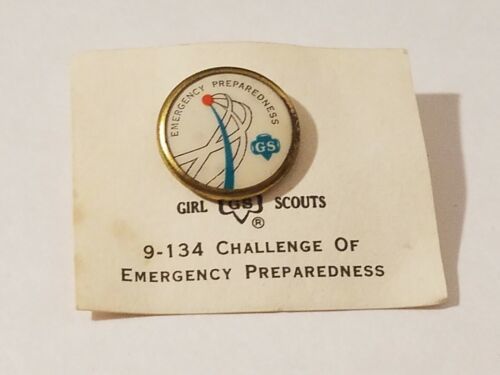 EMERGENCY PREPAREDNESS
GS
GIRL GS SCOUTS
®
9-134 CHALLENGE OF
EMERGENCY PREPAREDNESS